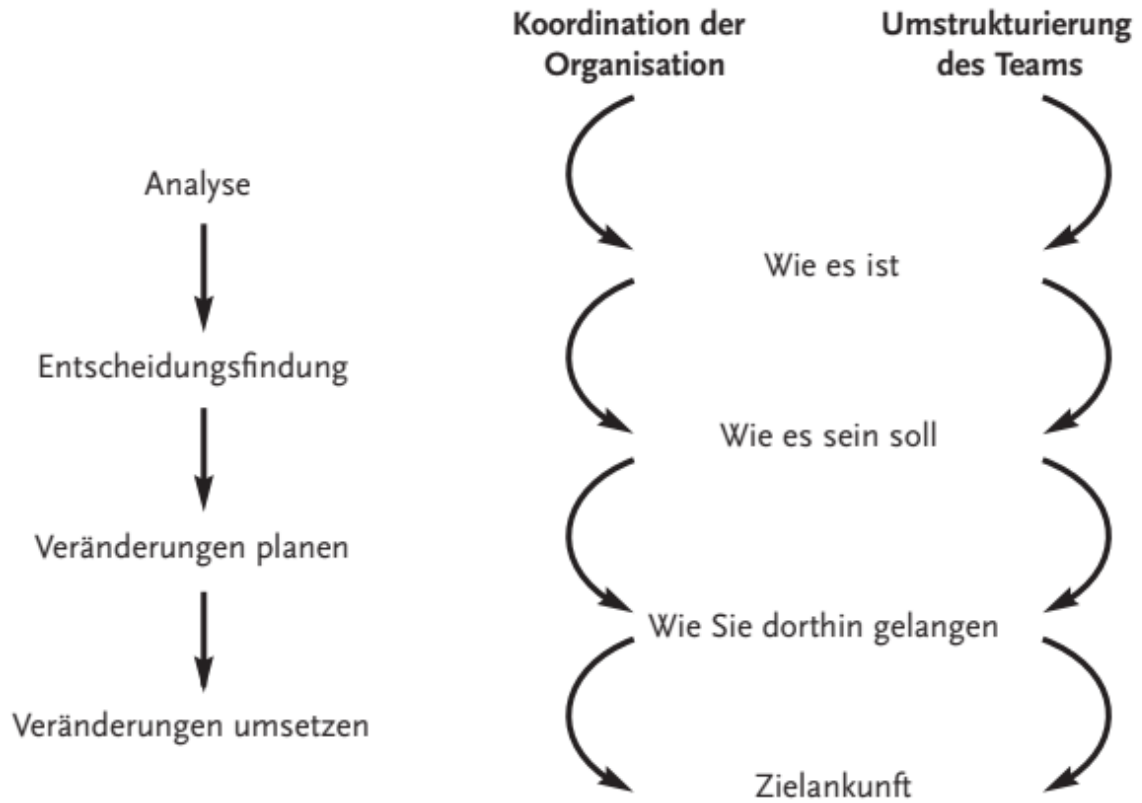 Koordination der
Organisation
Umstrukturierung
des Teams
Analyse
Wie es ist
Entscheidungsfindung
Wie es sein soll
Veränderungen planen
Wie Sie dorthin gelangen
Veränderungen umsetzen
Zielankunft